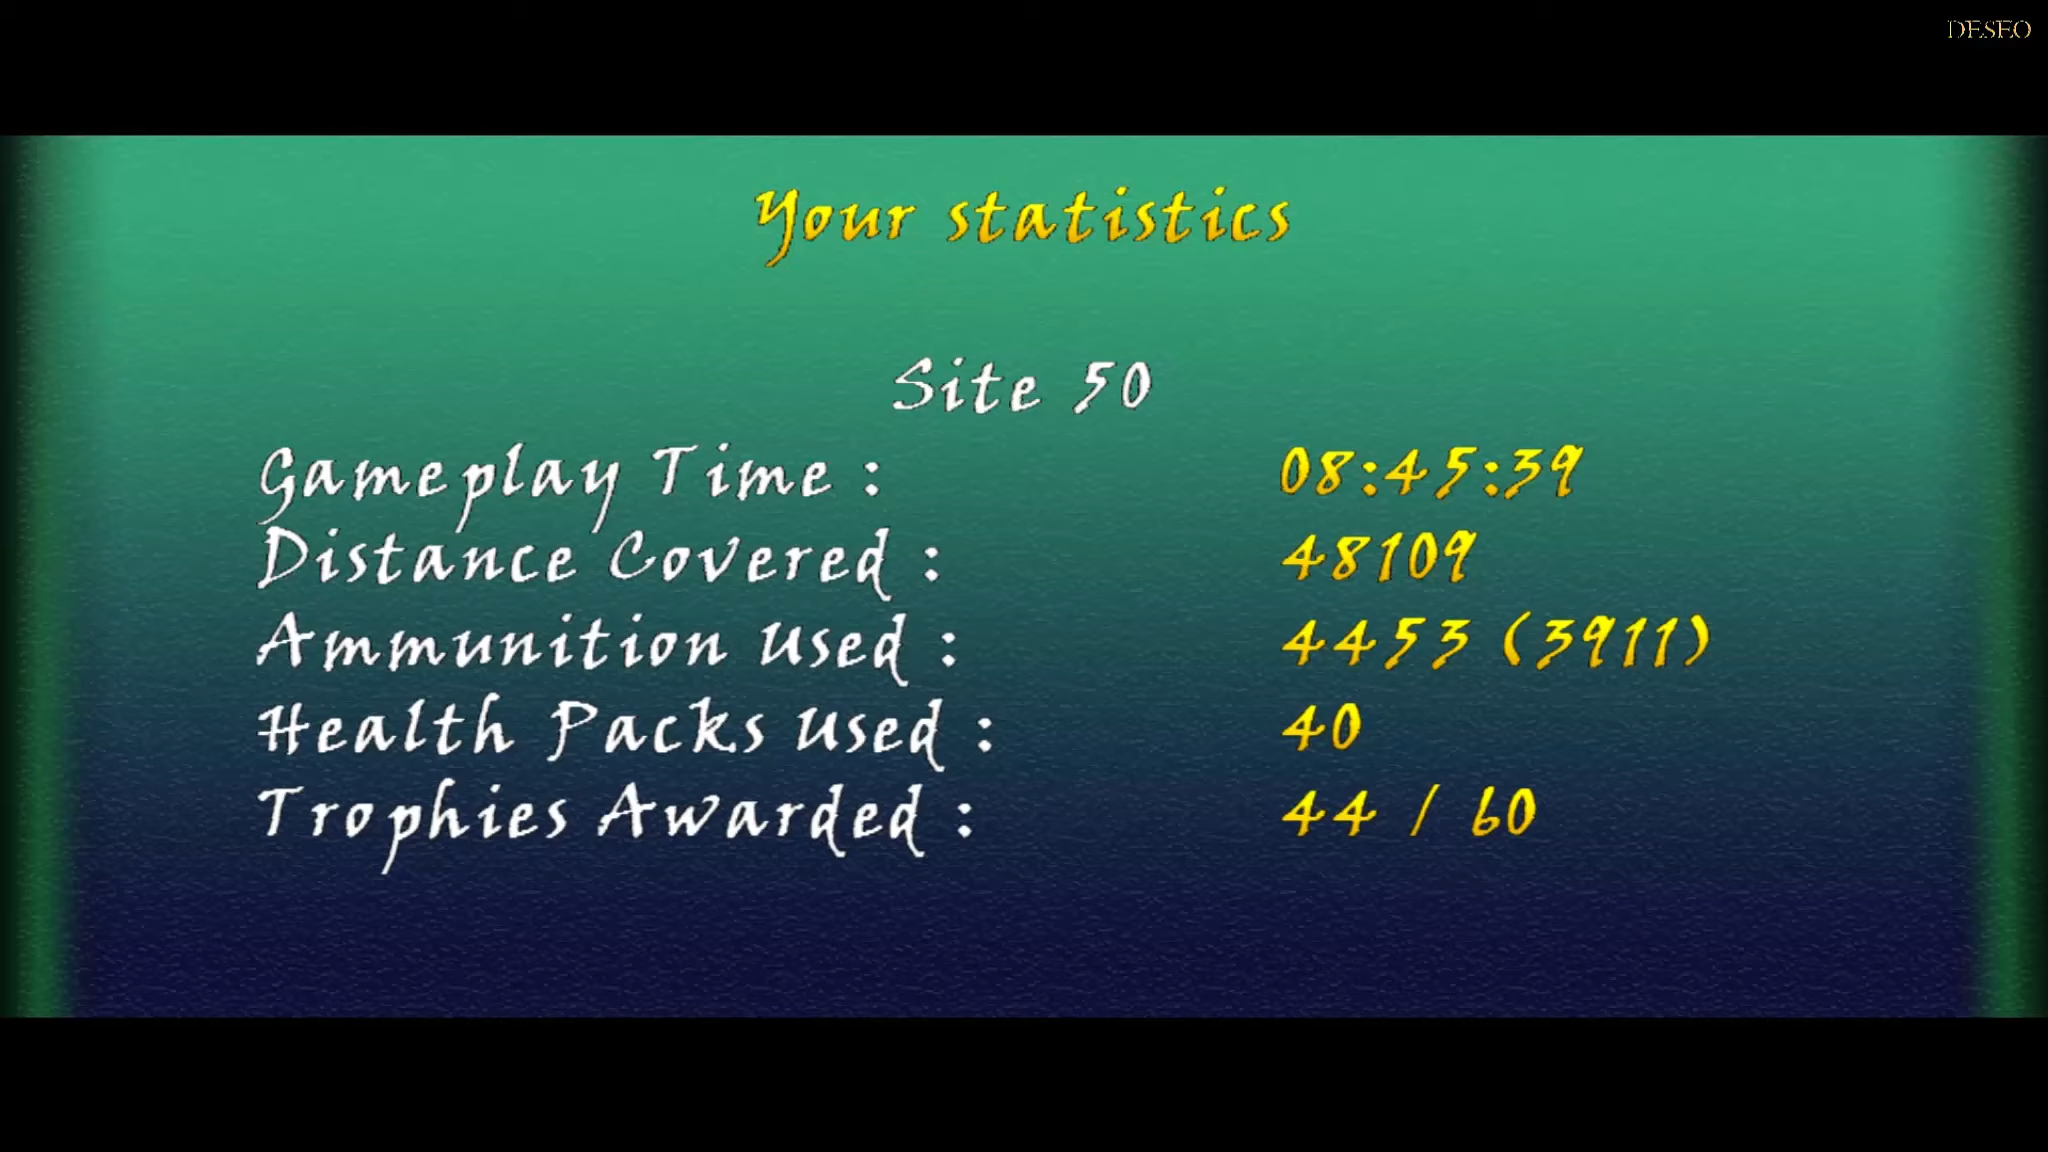 DESEO
Your statistics
Site 50
Gameplay Time : 08:45:39
Distance Covered : 48109
Ammunition Used : 4453 (3911)
Health Packs Used : 40
Trophies Awarded : 44 / 60